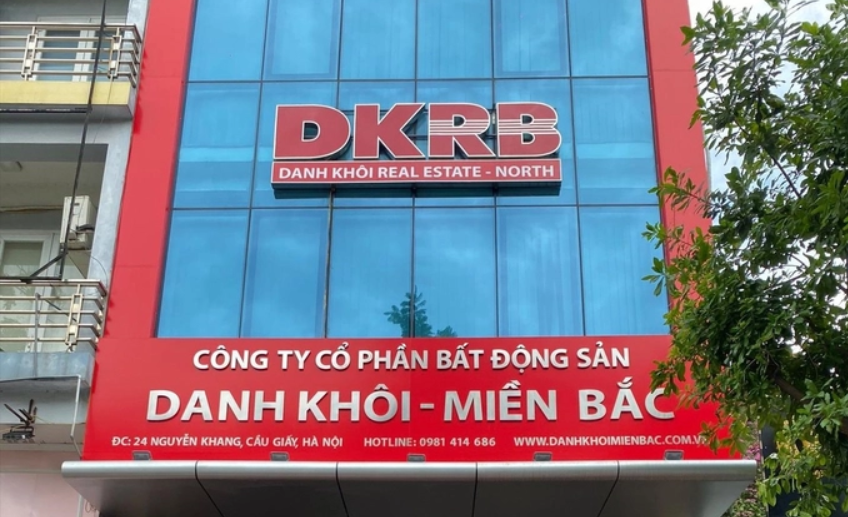 DKRB
DANH KHÔI REAL ESTATE - NORTH
CÔNG TY CỔ PHẦN BẤT ĐỘNG SẢN
DANH KHÔI - MIỀN BẮC
ĐC: 24 NGUYỄN KHANG, CẦU GIẤY, HÀ NỘI HOTLINE: 0981 414 686 WWW.DANHKHOIMIENBAC.COM.VN